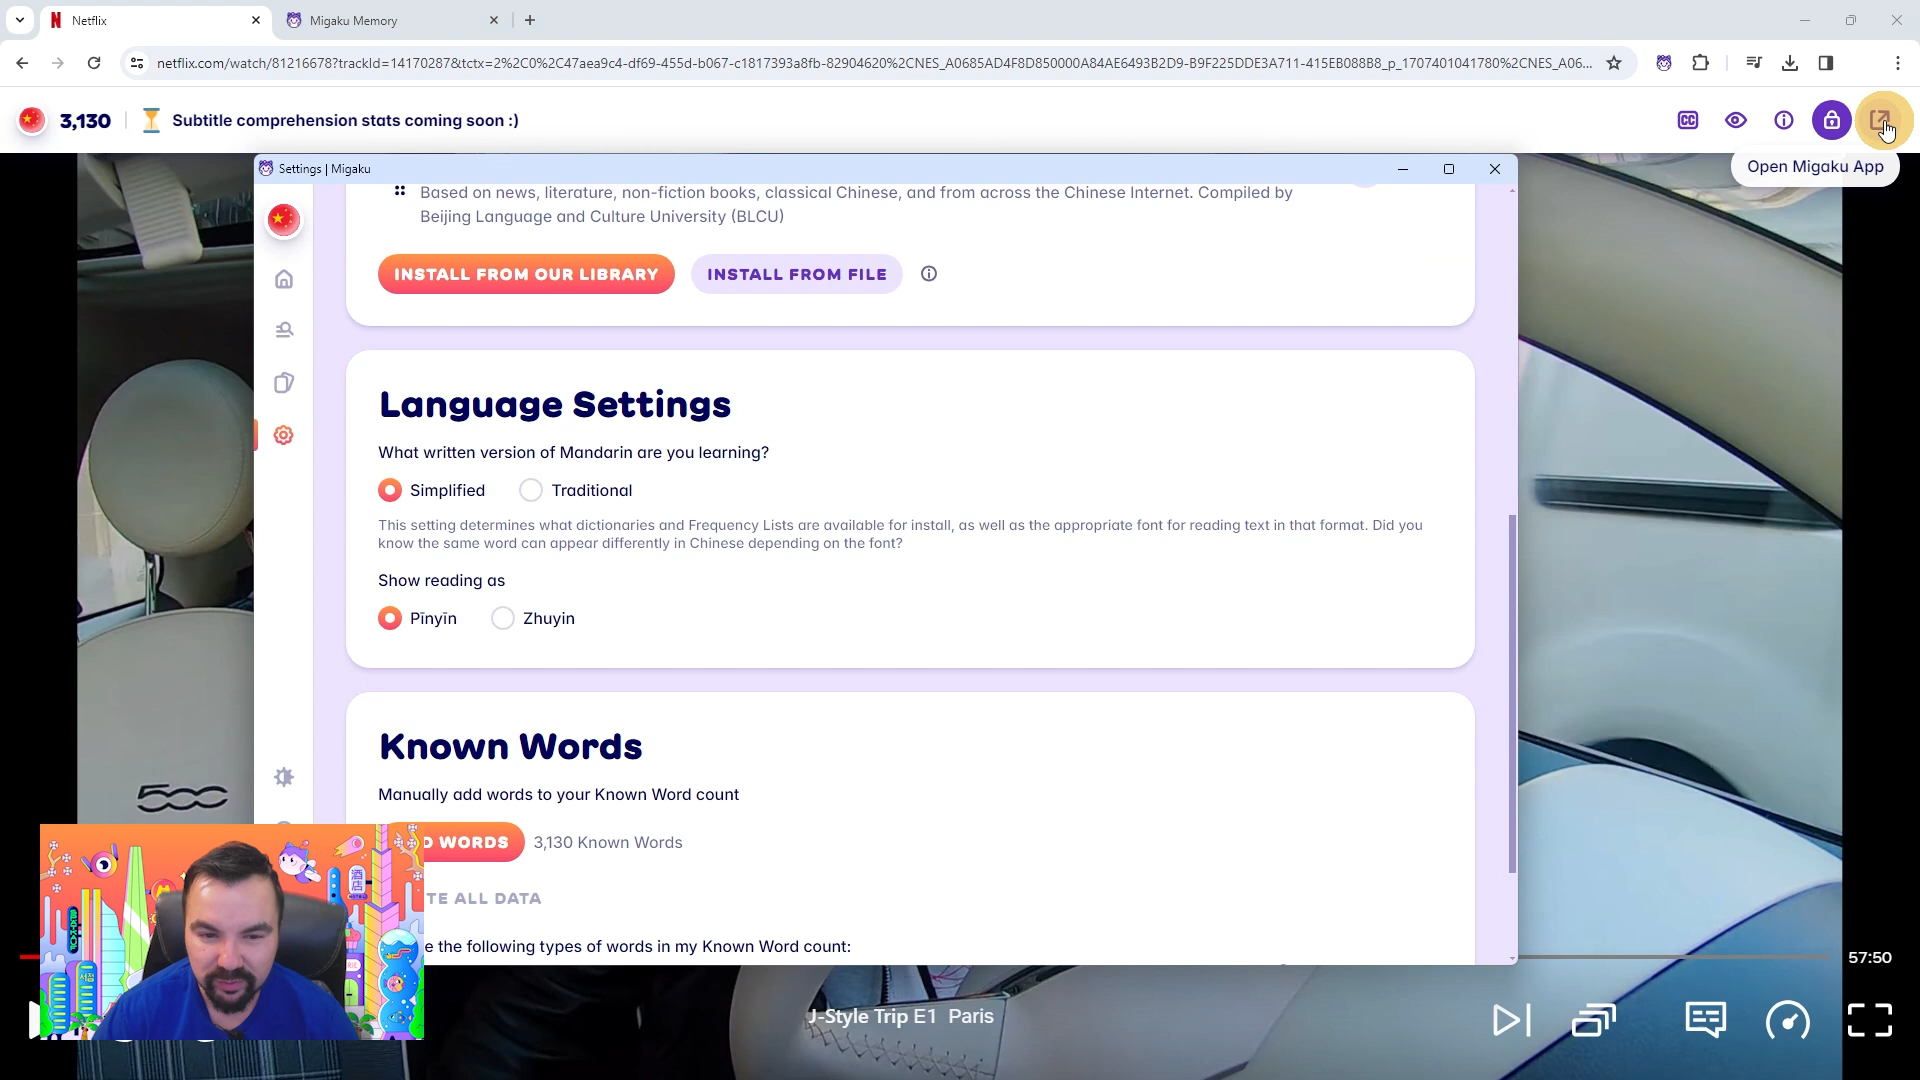 Netflix
Migaku Memory
netflix.com/watch/81216678?trackId=14170287&tctx=2%2C0%2C47aea9c4-df69-455d-b067-c1817393a8fb-82904620%2CNES_A0685AD4F8D850000A84AE6493B2D9-B9F225DDE3A711-415EB088B8_p_1707401041780%2CNES_A06...
3,130
Subtitle comprehension stats coming soon :)
CC
Open Migaku App
Settings | Migaku
Based on news, literature, non-fiction books, classical Chinese, and from across the Chinese Internet. Compiled by
Beijing Language and Culture University (BLCU)
INSTALL FROM OUR LIBRARY
INSTALL FROM FILE
Language Settings
What written version of Mandarin are you learning?
Simplified
Traditional
This setting determines what dictionaries and Frequency Lists are available for install, as well as the appropriate font for reading text in that format. Did you
know the same word can appear differently in Chinese depending on the font?
Show reading as
Pīnyīn
Zhuyin
Known Words
Manually add words to your Known Word count
D WORDS
3,130 Known Words
TE ALL DATA
e the following types of words in my Known Word count:
500
酒店
서점
57:50
J-Style Trip E1 Paris